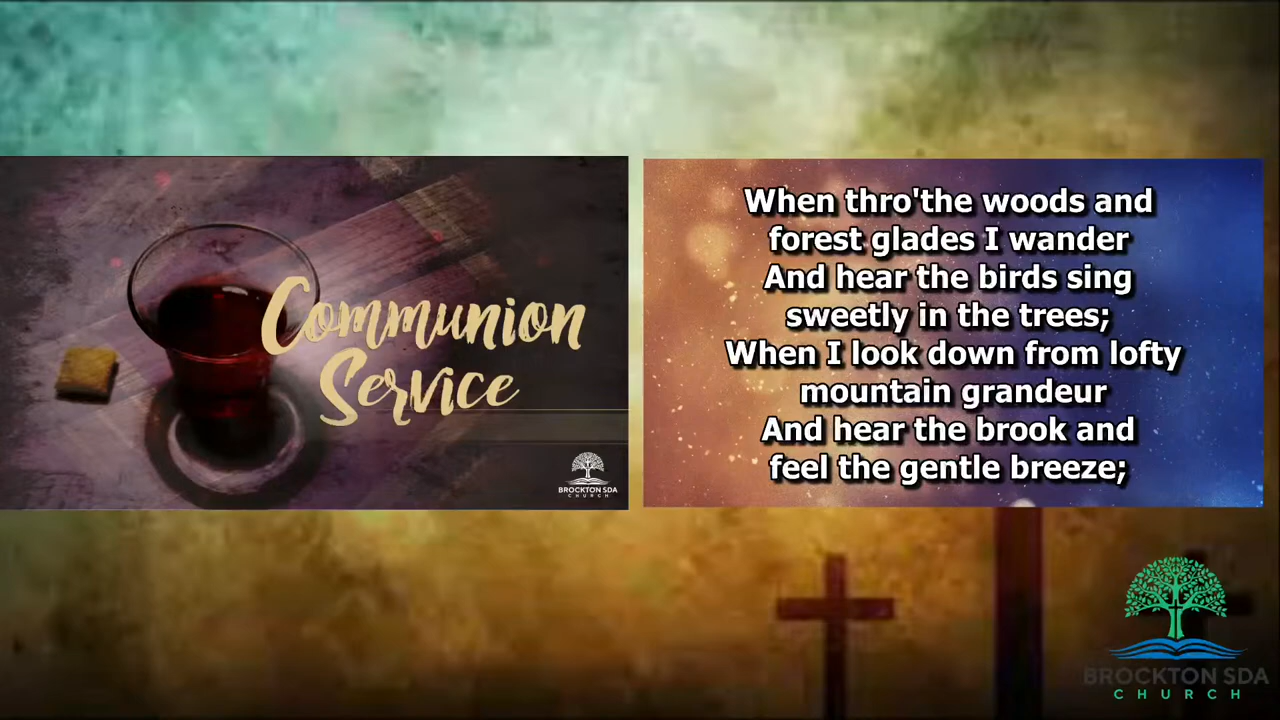 Communion
Service
BROCKTON SDA
CHURCH
When thro'the woods and
forest glades I wander
And hear the birds sing
sweetly in the trees;
When I look down from lofty
mountain grandeur
And hear the brook and
feel the gentle breeze;
BROCKTON SDA
CHURCH